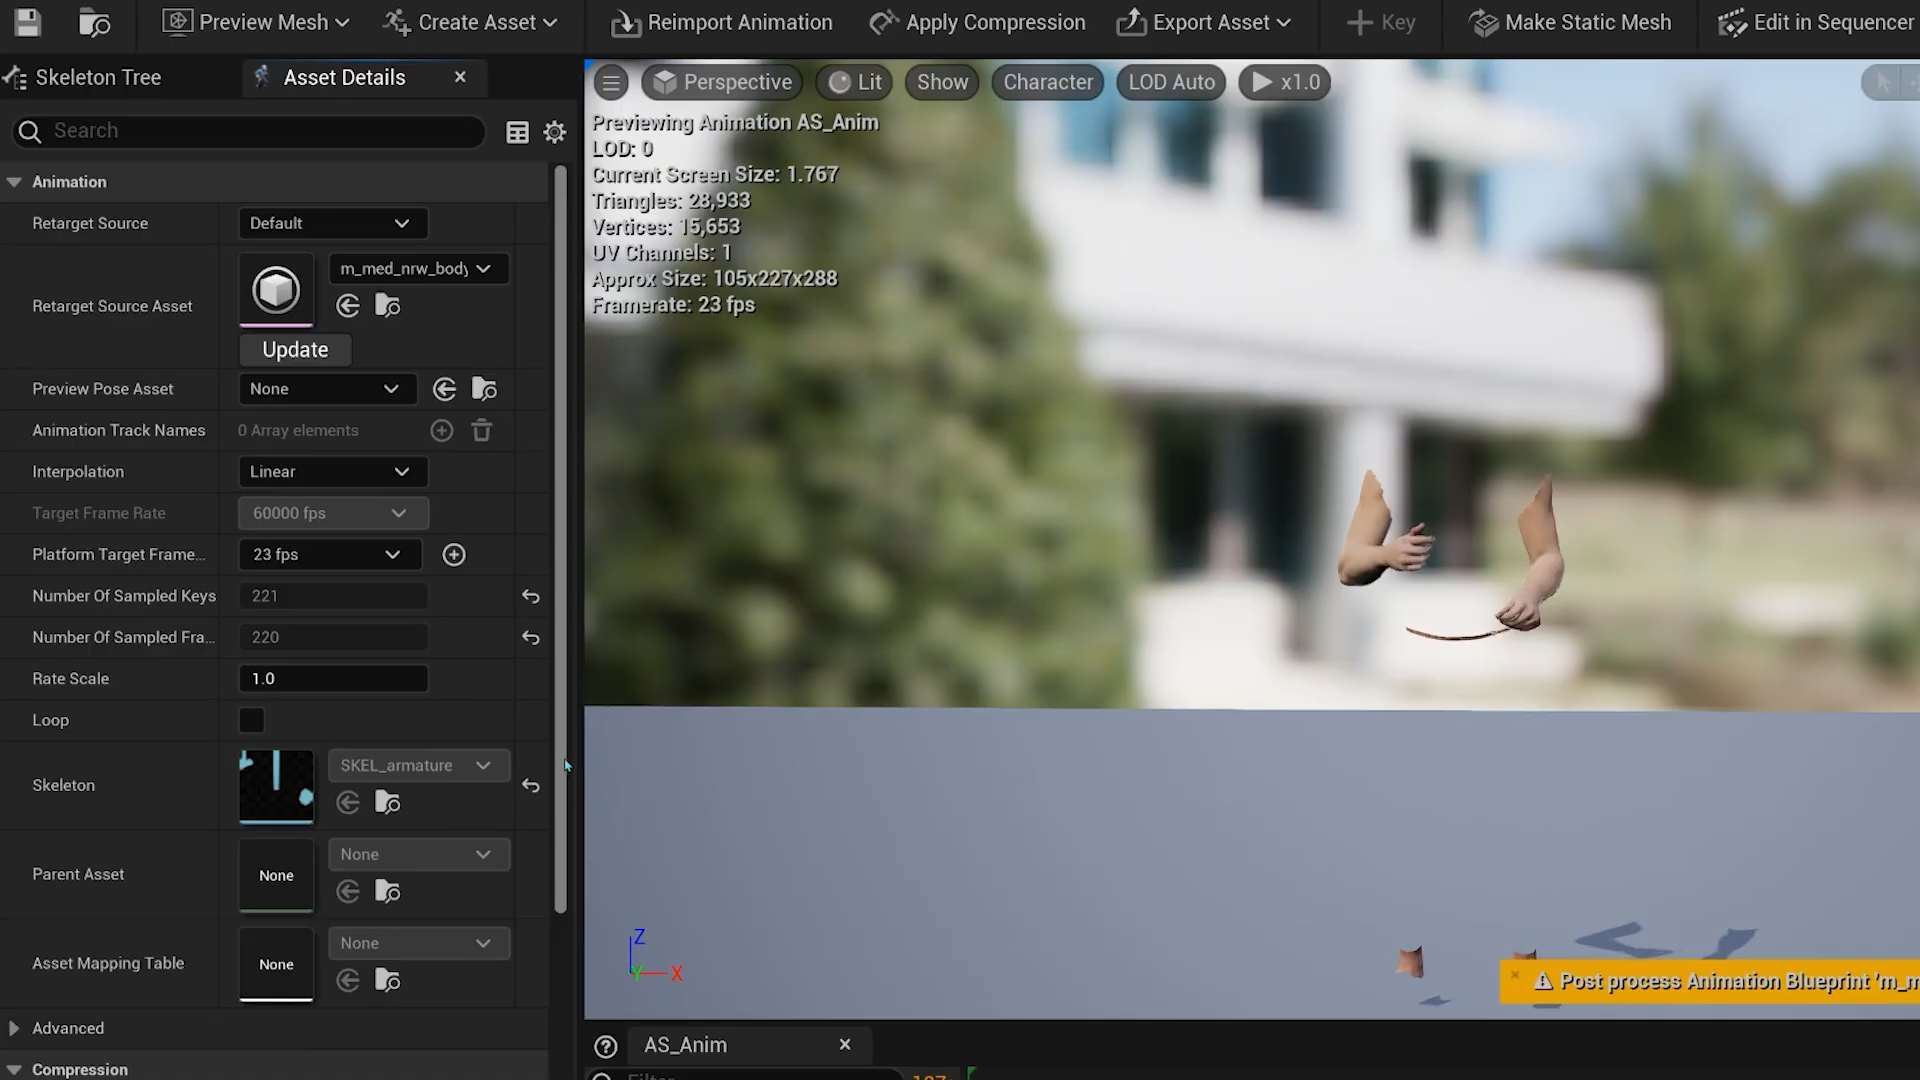 Preview Mesh
Create Asset
Reimport Animation
Apply Compression
Export Asset
Key
Make Static Mesh
Edit in Sequencer
Skeleton Tree
Asset Details
Search
Perspective
Lit
Show
Character
LOD Auto
x1.0
Previewing Animation AS_Anim
LOD: 0
Current Screen Size: 1.767
Triangles: 28,933
Vertices: 15,653
UV Channels: 1
Approx Size: 105x227x288
Framerate: 23 fps
Animation
Retarget Source
Default
Retarget Source Asset
m_med_nrw_body
Update
Preview Pose Asset
None
Animation Track Names
0 Array elements
Interpolation
Linear
Target Frame Rate
60000 fps
Platform Target Frame...
23 fps
Number Of Sampled Keys
221
Number Of Sampled Fra...
220
Rate Scale
1.0
Loop
Skeleton
SKEL_armature
Parent Asset
None
None
Asset Mapping Table
None
None
Advanced
Compression
Z
Y
X
Post process Animation Blueprint 'm_m
AS_Anim